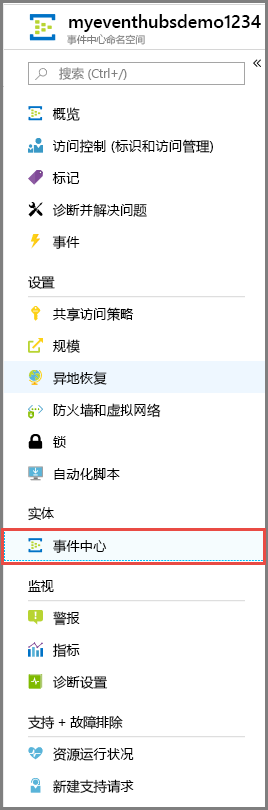 myeventhubsdemo1234
事件中心命名空间
搜索 (Ctrl+/)
概览
访问控制 (标识和访问管理)
标记
诊断并解决问题
事件
设置
共享访问策略
规模
异地恢复
防火墙和虚拟网络
锁
自动化脚本
实体
事件中心
监视
警报
指标
诊断设置
支持 + 故障排除
资源运行状况
新建支持请求